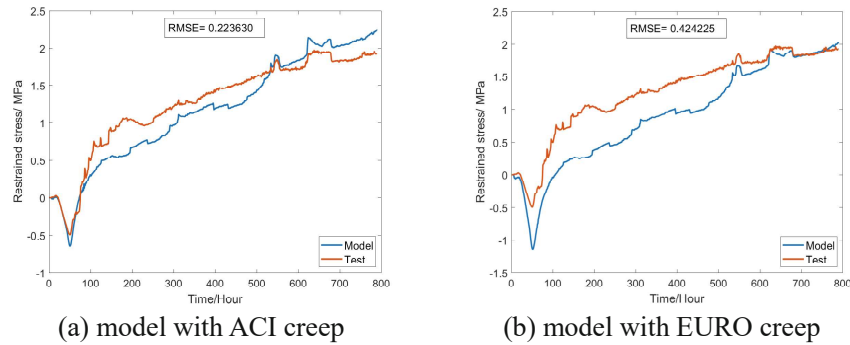 RMSE= 0.223630
2.5
2
1.5
1
0.5
0
-0.5
-1
Restrained stress/ MPa
0 100 200 300 400 500 600 700 800
Time/Hour
Model
Test
(a) model with ACI creep
RMSE= 0.424225
2.5
2
1.5
1
0.5
0
-0.5
-1
-1.5
Restrained stress/ MPa
0 100 200 300 400 500 600 700 800
Time/Hour
Model
Test
(b) model with EURO creep